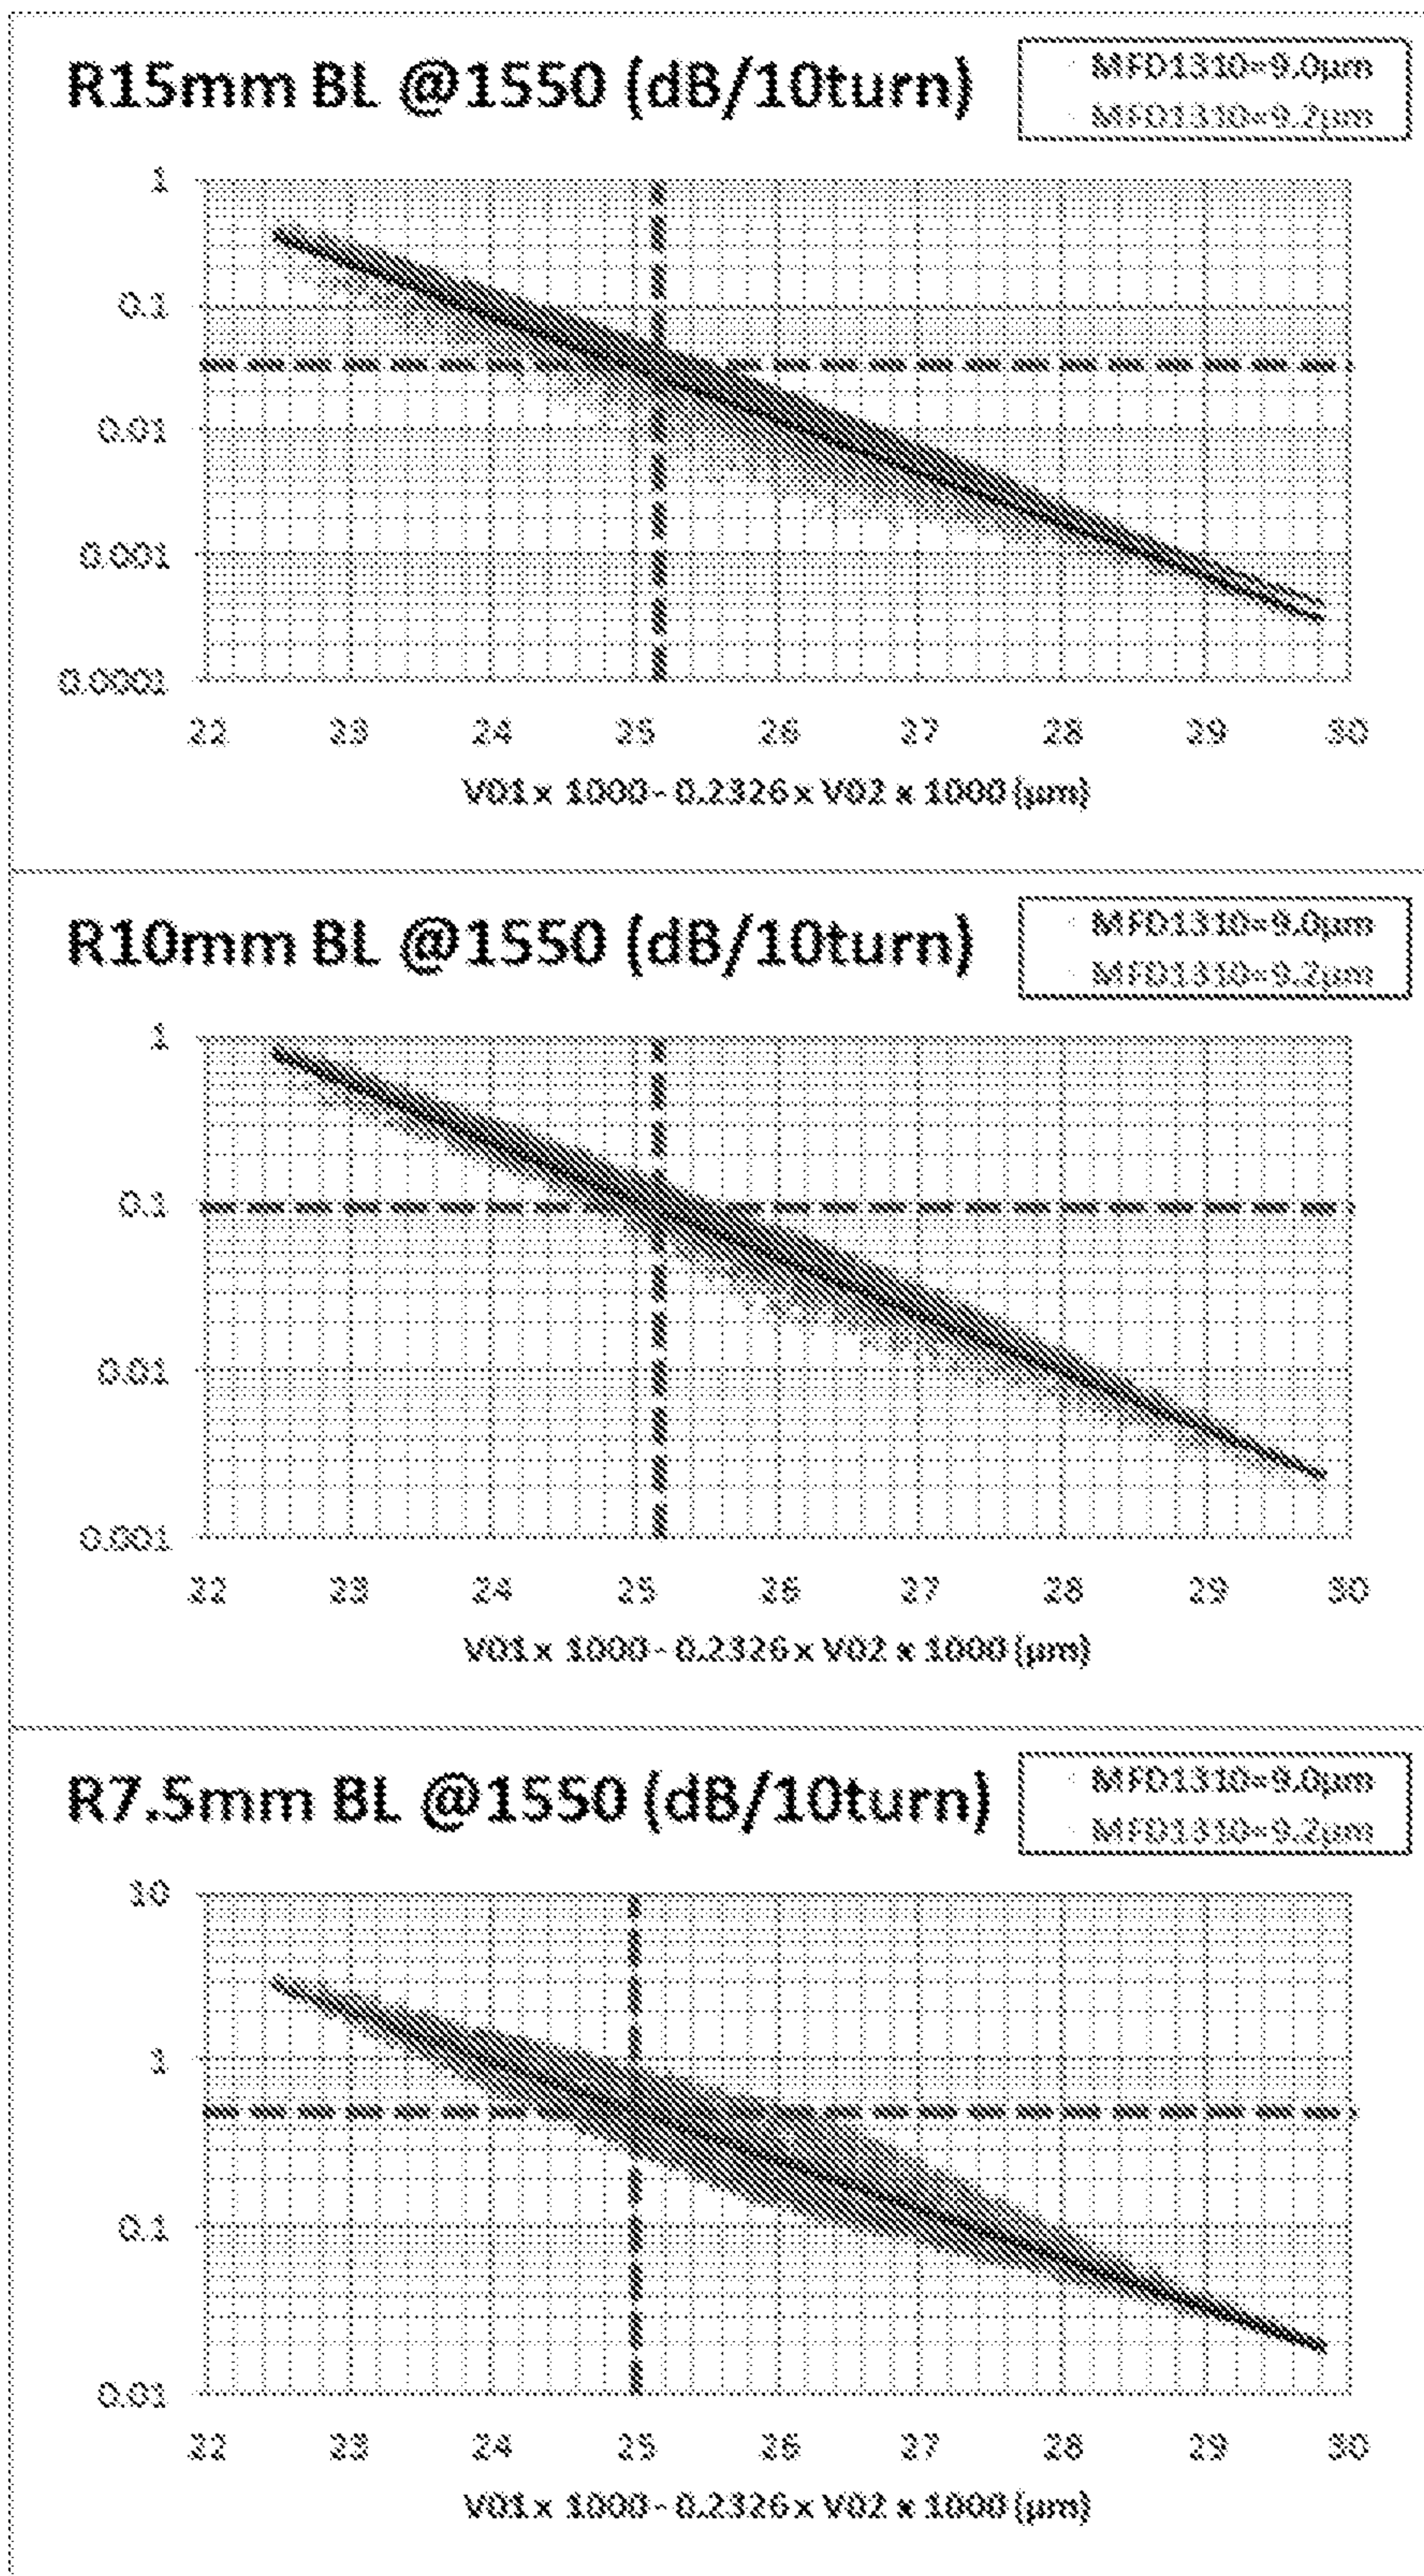 R15mm BL @1550 (dB/10turn)
MFD1310=9.0μm
MFD1310=9.2μm
1
0.1
0.01
0.001
0.0001
22 23 24 25 26 27 28 29 30
V01 x 1000 - 0.2326 x V02 x 1000 (μm)
R10mm BL @1550 (dB/10turn)
MFD1310=9.0μm
MFD1310=9.2μm
1
0.1
0.01
0.001
22 23 24 25 26 27 28 29 30
V01 x 1000 - 0.2326 x V02 x 1000 (μm)
R7.5mm BL @1550 (dB/10turn)
MFD1310=9.0μm
MFD1310=9.2μm
10
1
0.1
0.01
22 23 24 25 26 27 28 29 30
V01 x 1000 - 0.2326 x V02 x 1000 (μm)